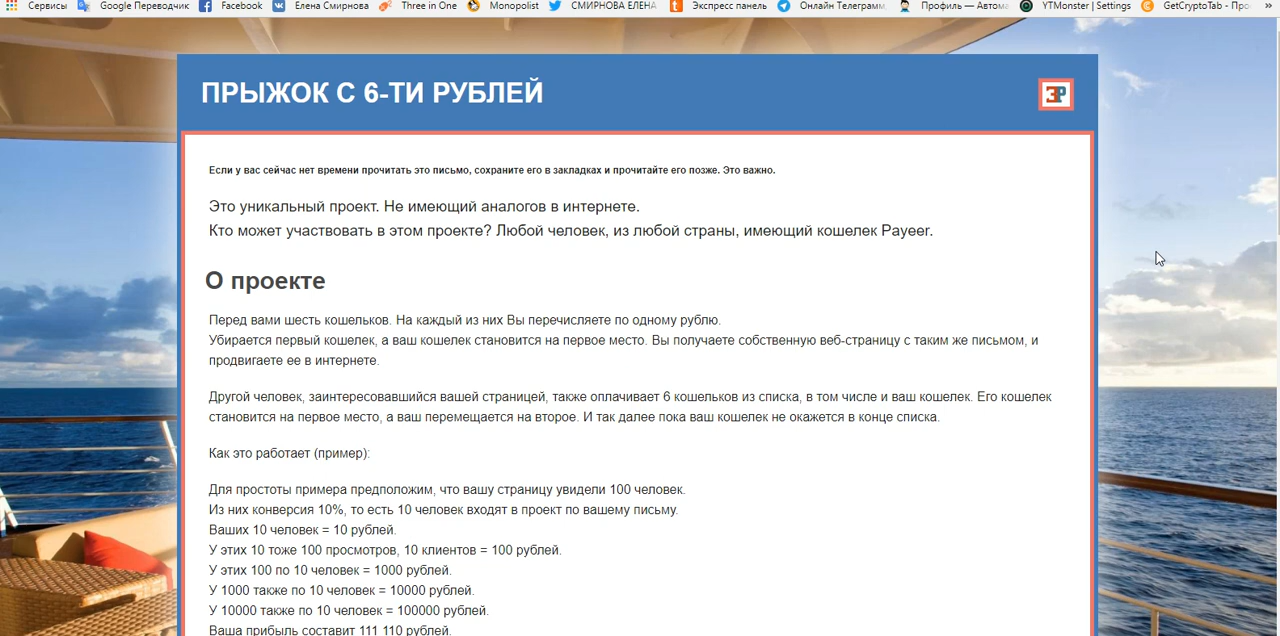 Сервисы Google Переводчик Facebook Елена Смирнова Three in One Monopolist СМИРНОВА ЕЛЕНА Экспресс панель Онлайн Телеграмм Профиль — Автома YTMonster | Settings GetCryptoTab - Про »
ПРЫЖОК С 6-ТИ РУБЛЕЙ
Если у вас сейчас нет времени прочитать это письмо, сохраните его в закладках и прочитайте его позже. Это важно.
Это уникальный проект. Не имеющий аналогов в интернете.
Кто может участвовать в этом проекте? Любой человек, из любой страны, имеющий кошелек Payeer.
О проекте
Перед вами шесть кошельков. На каждый из них Вы перечисляете по одному рублю.
Убирается первый кошелек, а ваш кошелек становится на первое место. Вы получаете собственную веб-страницу с таким же письмом, и
продвигаете ее в интернете.
Другой человек, заинтересовавшийся вашей страницей, также оплачивает 6 кошельков из списка, в том числе и ваш кошелек. Его кошелек
становится на первое место, а ваш перемещается на второе. И так далее пока ваш кошелек не окажется в конце списка.
Как это работает (пример):
Для простоты примера предположим, что вашу страницу увидели 100 человек.
Из них конверсия 10%, то есть 10 человек входят в проект по вашему письму.
Ваших 10 человек = 10 рублей.
У этих 10 тоже 100 просмотров, 10 клиентов = 100 рублей.
У этих 100 по 10 человек = 1000 рублей.
У 1000 также по 10 человек = 10000 рублей.
У 10000 также по 10 человек = 100000 рублей.
Ваша прибыль составит 111 110 рублей.